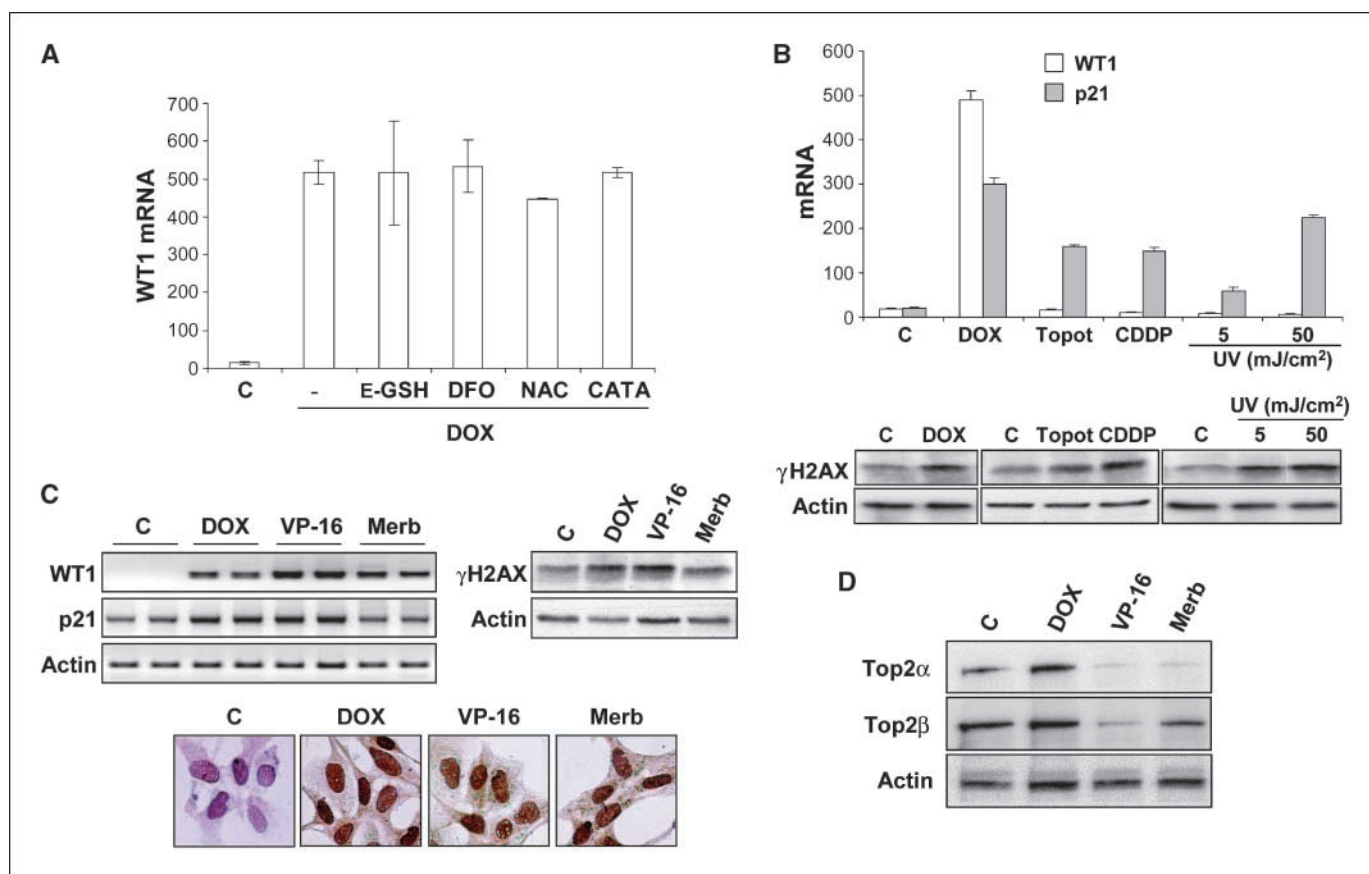 A
WT1 mRNA
700
600
500
400
300
200
100
0
C
-
E-GSH
DFO
NAC
CATA
DOX
B
mRNA
600
500
400
300
200
100
0
WT1
p21
C
DOX
Topot
CDDP
5
50
UV (mJ/cm²)
UV (mJ/cm²)
C DOX
C Topot CDDP
C 5 50
γH2AX
Actin
C
C DOX VP-16 Merb
WT1
p21
Actin
C DOX VP-16 Merb
γH2AX
Actin
C DOX VP-16 Merb
D
C DOX VP-16 Merb
Top2α
Top2β
Actin